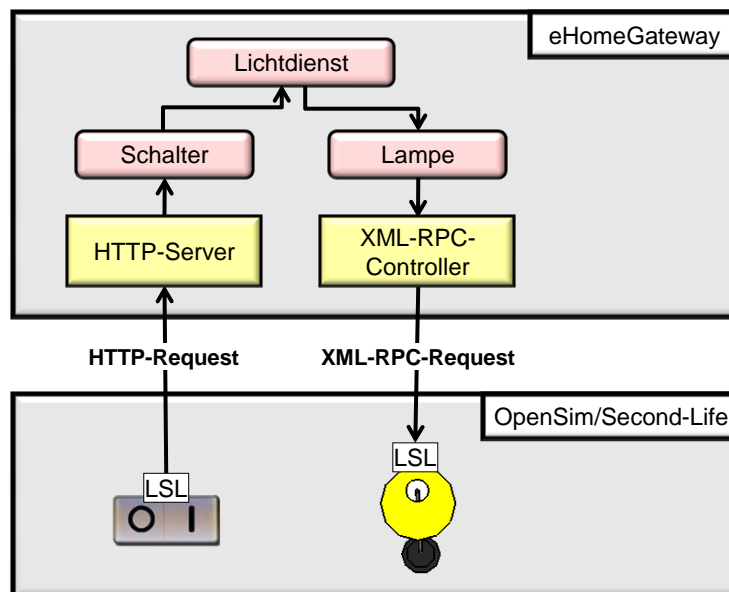 eHomeGateway
Lichtdienst
Schalter
Lampe
HTTP-Server
XML-RPC-
Controller
HTTP-Request
XML-RPC-Request
OpenSim/Second-Life
LSL
LSL
O I